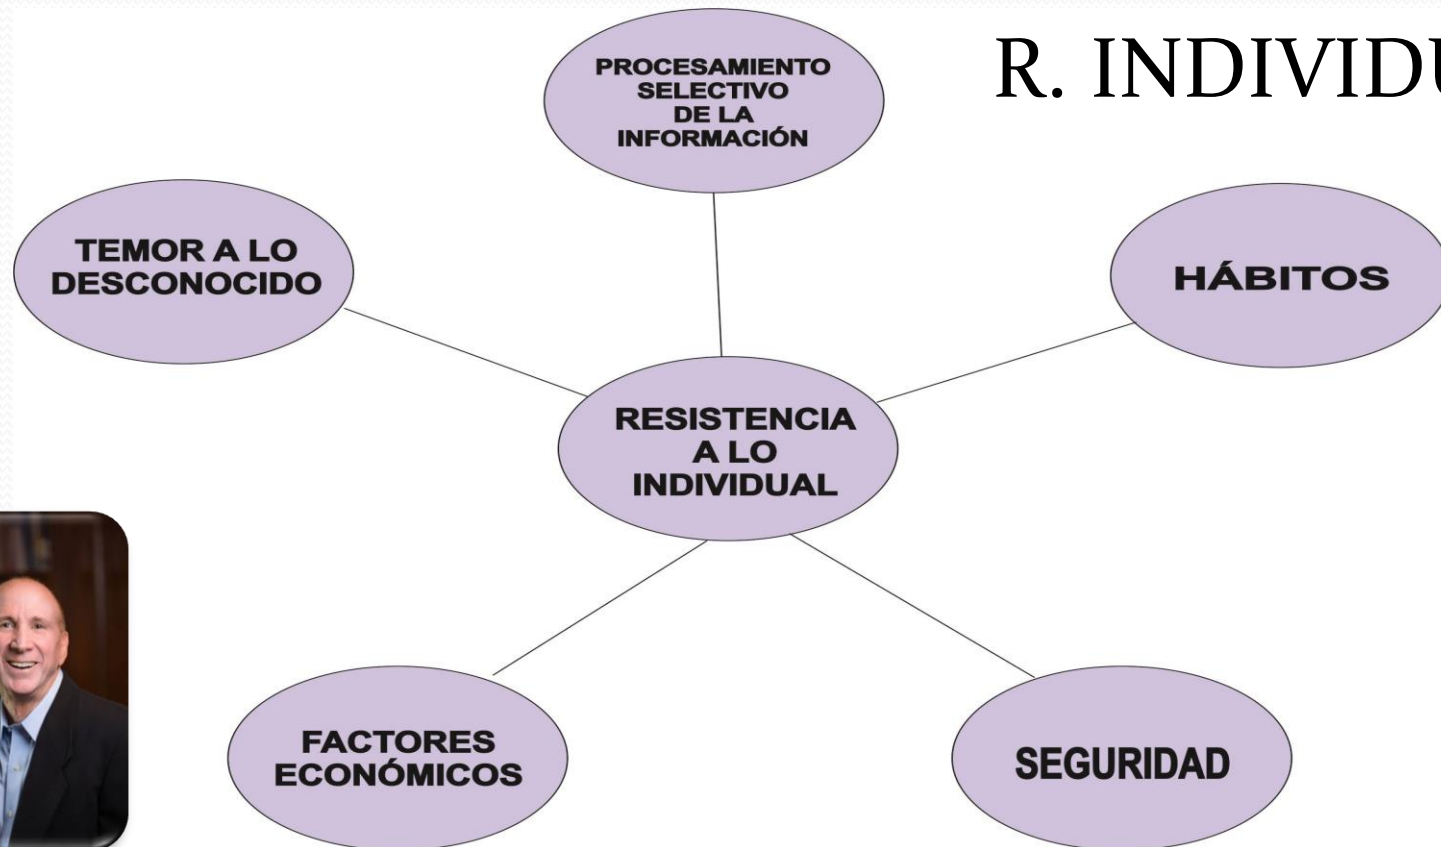 R. INDIVIDU
PROCESAMIENTO
SELECTIVO
DE LA
INFORMACIÓN
TEMOR A LO
DESCONOCIDO
HÁBITOS
RESISTENCIA
A LO
INDIVIDUAL
FACTORES
ECONÓMICOS
SEGURIDAD